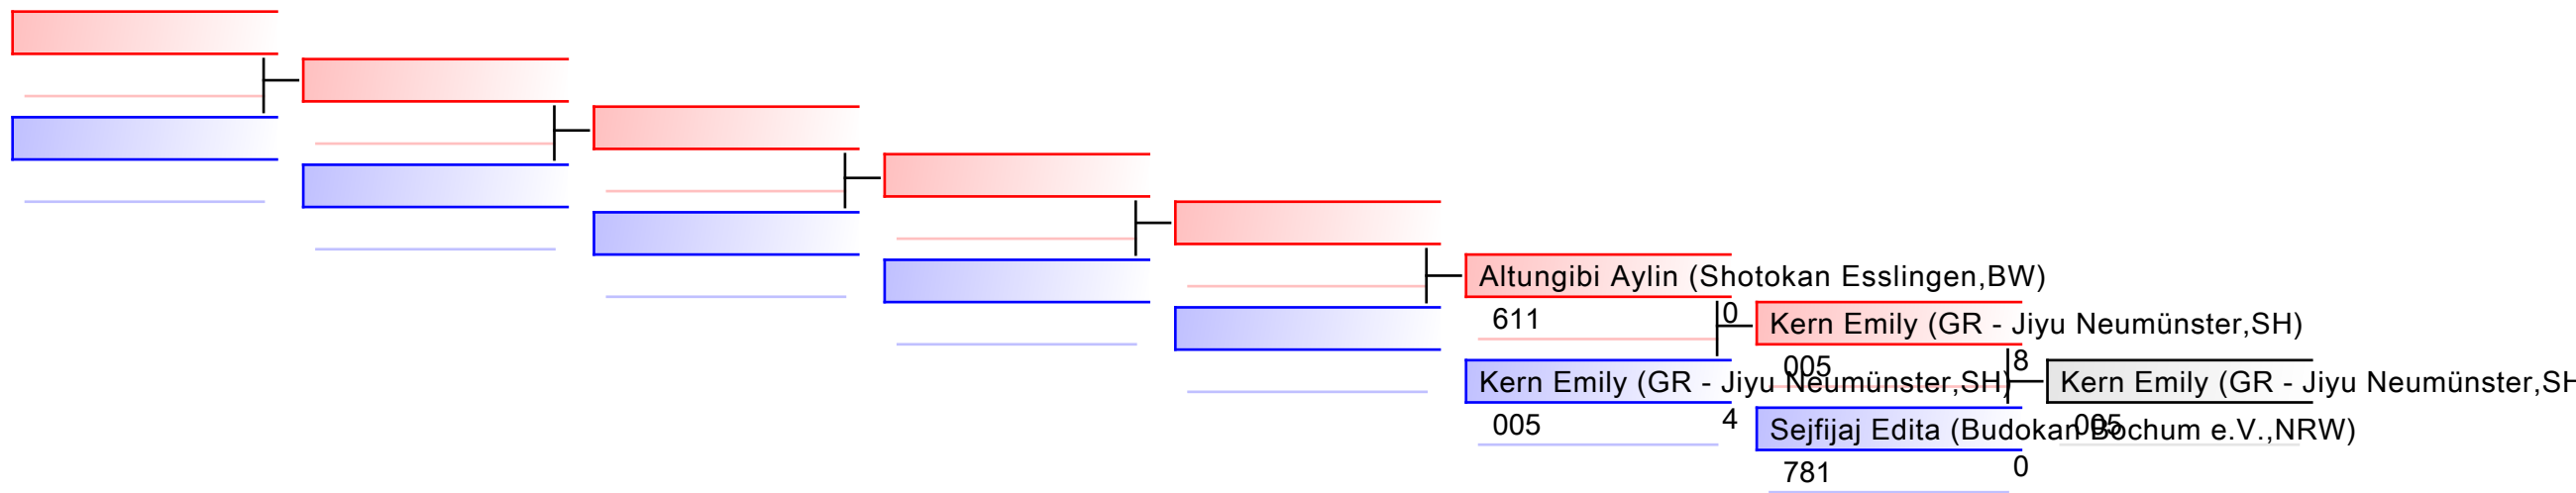 Altungibi Aylin (Shotokan Esslingen,BW)
611
0
Kern Emily (GR - Jiyu Neumünster,SH)
005
4
Kern Emily (GR - Jiyu Neumünster,SH)
005
8
Sejfijaj Edita (Budokan Bochum e.V.,NRW)
781
0
Kern Emily (GR - Jiyu Neumünster,SH
005